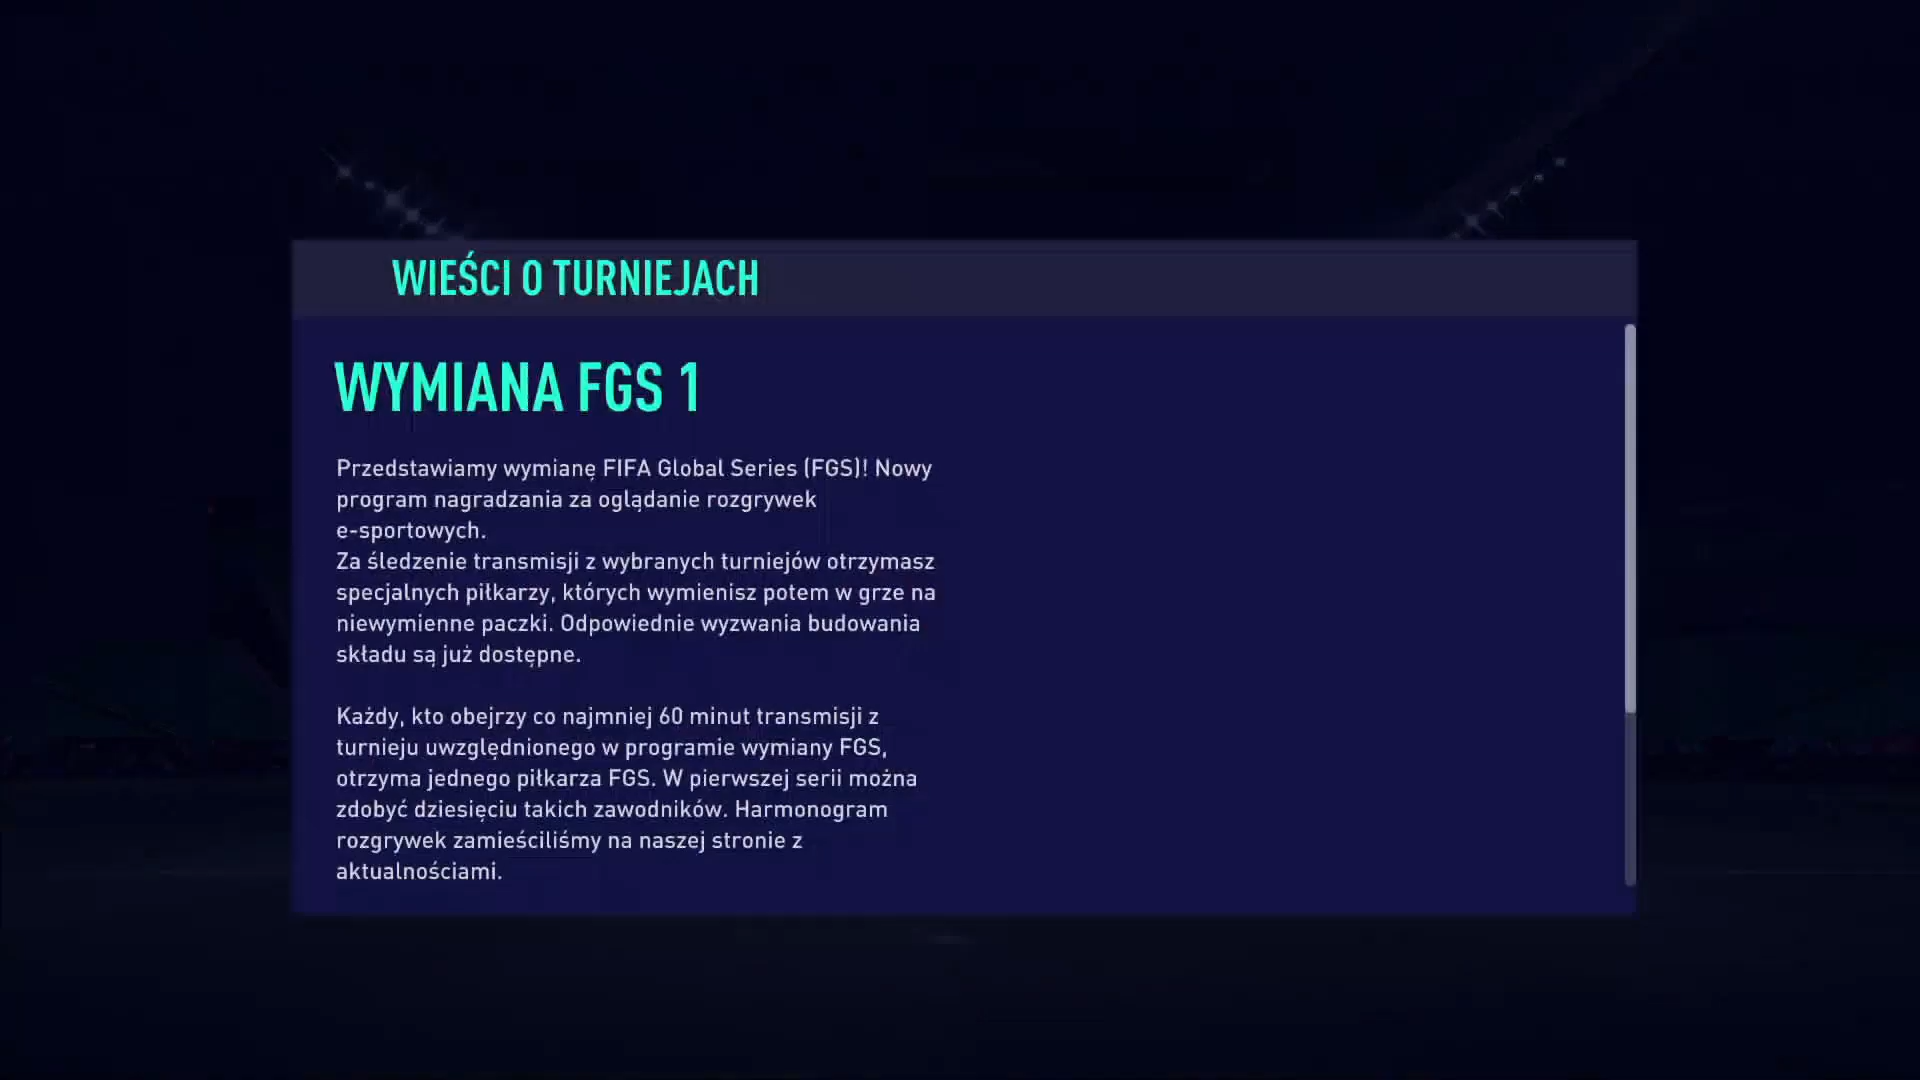 WIEŚCI O TURNIEJACH
WYMIANA FGS 1
Przedstawiamy wymianę FIFA Global Series (FGS)! Nowy
program nagradzania za oglądanie rozgrywek
e-sportowych.
Za śledzenie transmisji z wybranych turniejów otrzymasz
specjalnych piłkarzy, których wymienisz potem w grze na
niewymienne paczki. Odpowiednie wyzwania budowania
składu są już dostępne.
Każdy, kto obejrzy co najmniej 60 minut transmisji z
turnieju uwzględnionego w programie wymiany FGS,
otrzyma jednego piłkarza FGS. W pierwszej serii można
zdobyć dziesięciu takich zawodników. Harmonogram
rozgrywek zamieściliśmy na naszej stronie z
aktualnościami.